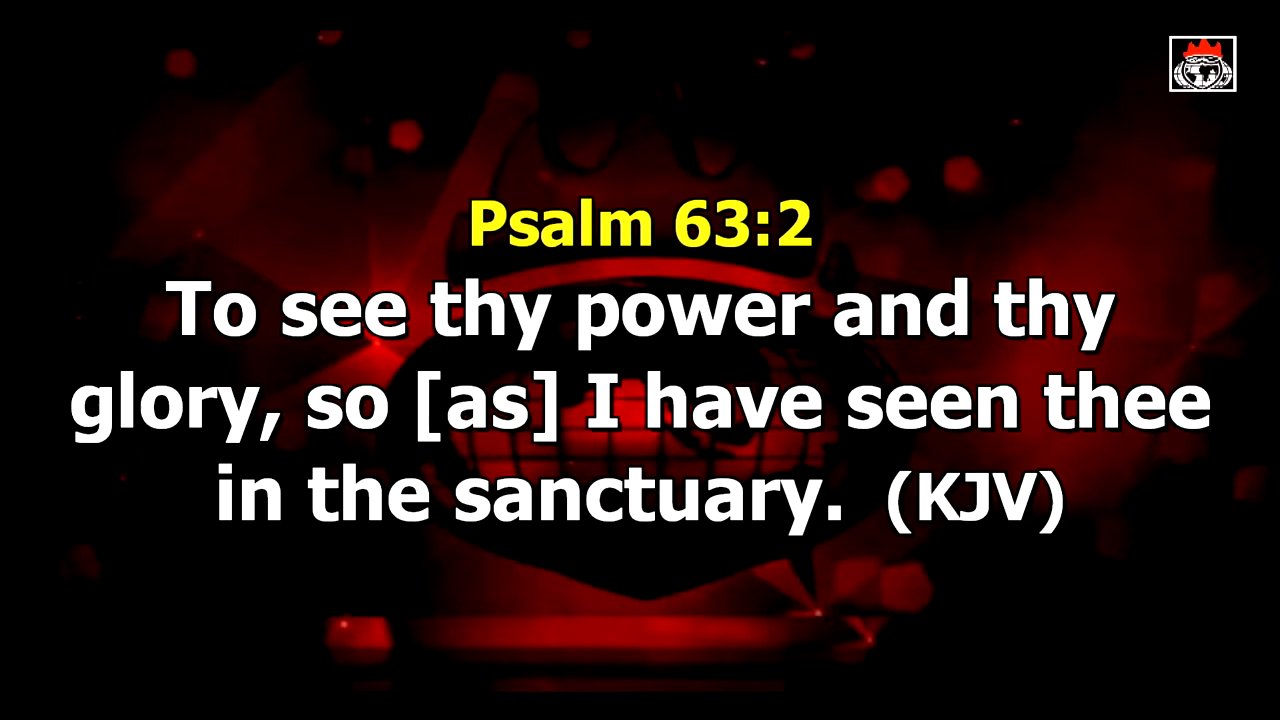 Psalm 63:2
To see thy power and thy
glory, so [as] I have seen thee
in the sanctuary.  (KJV)